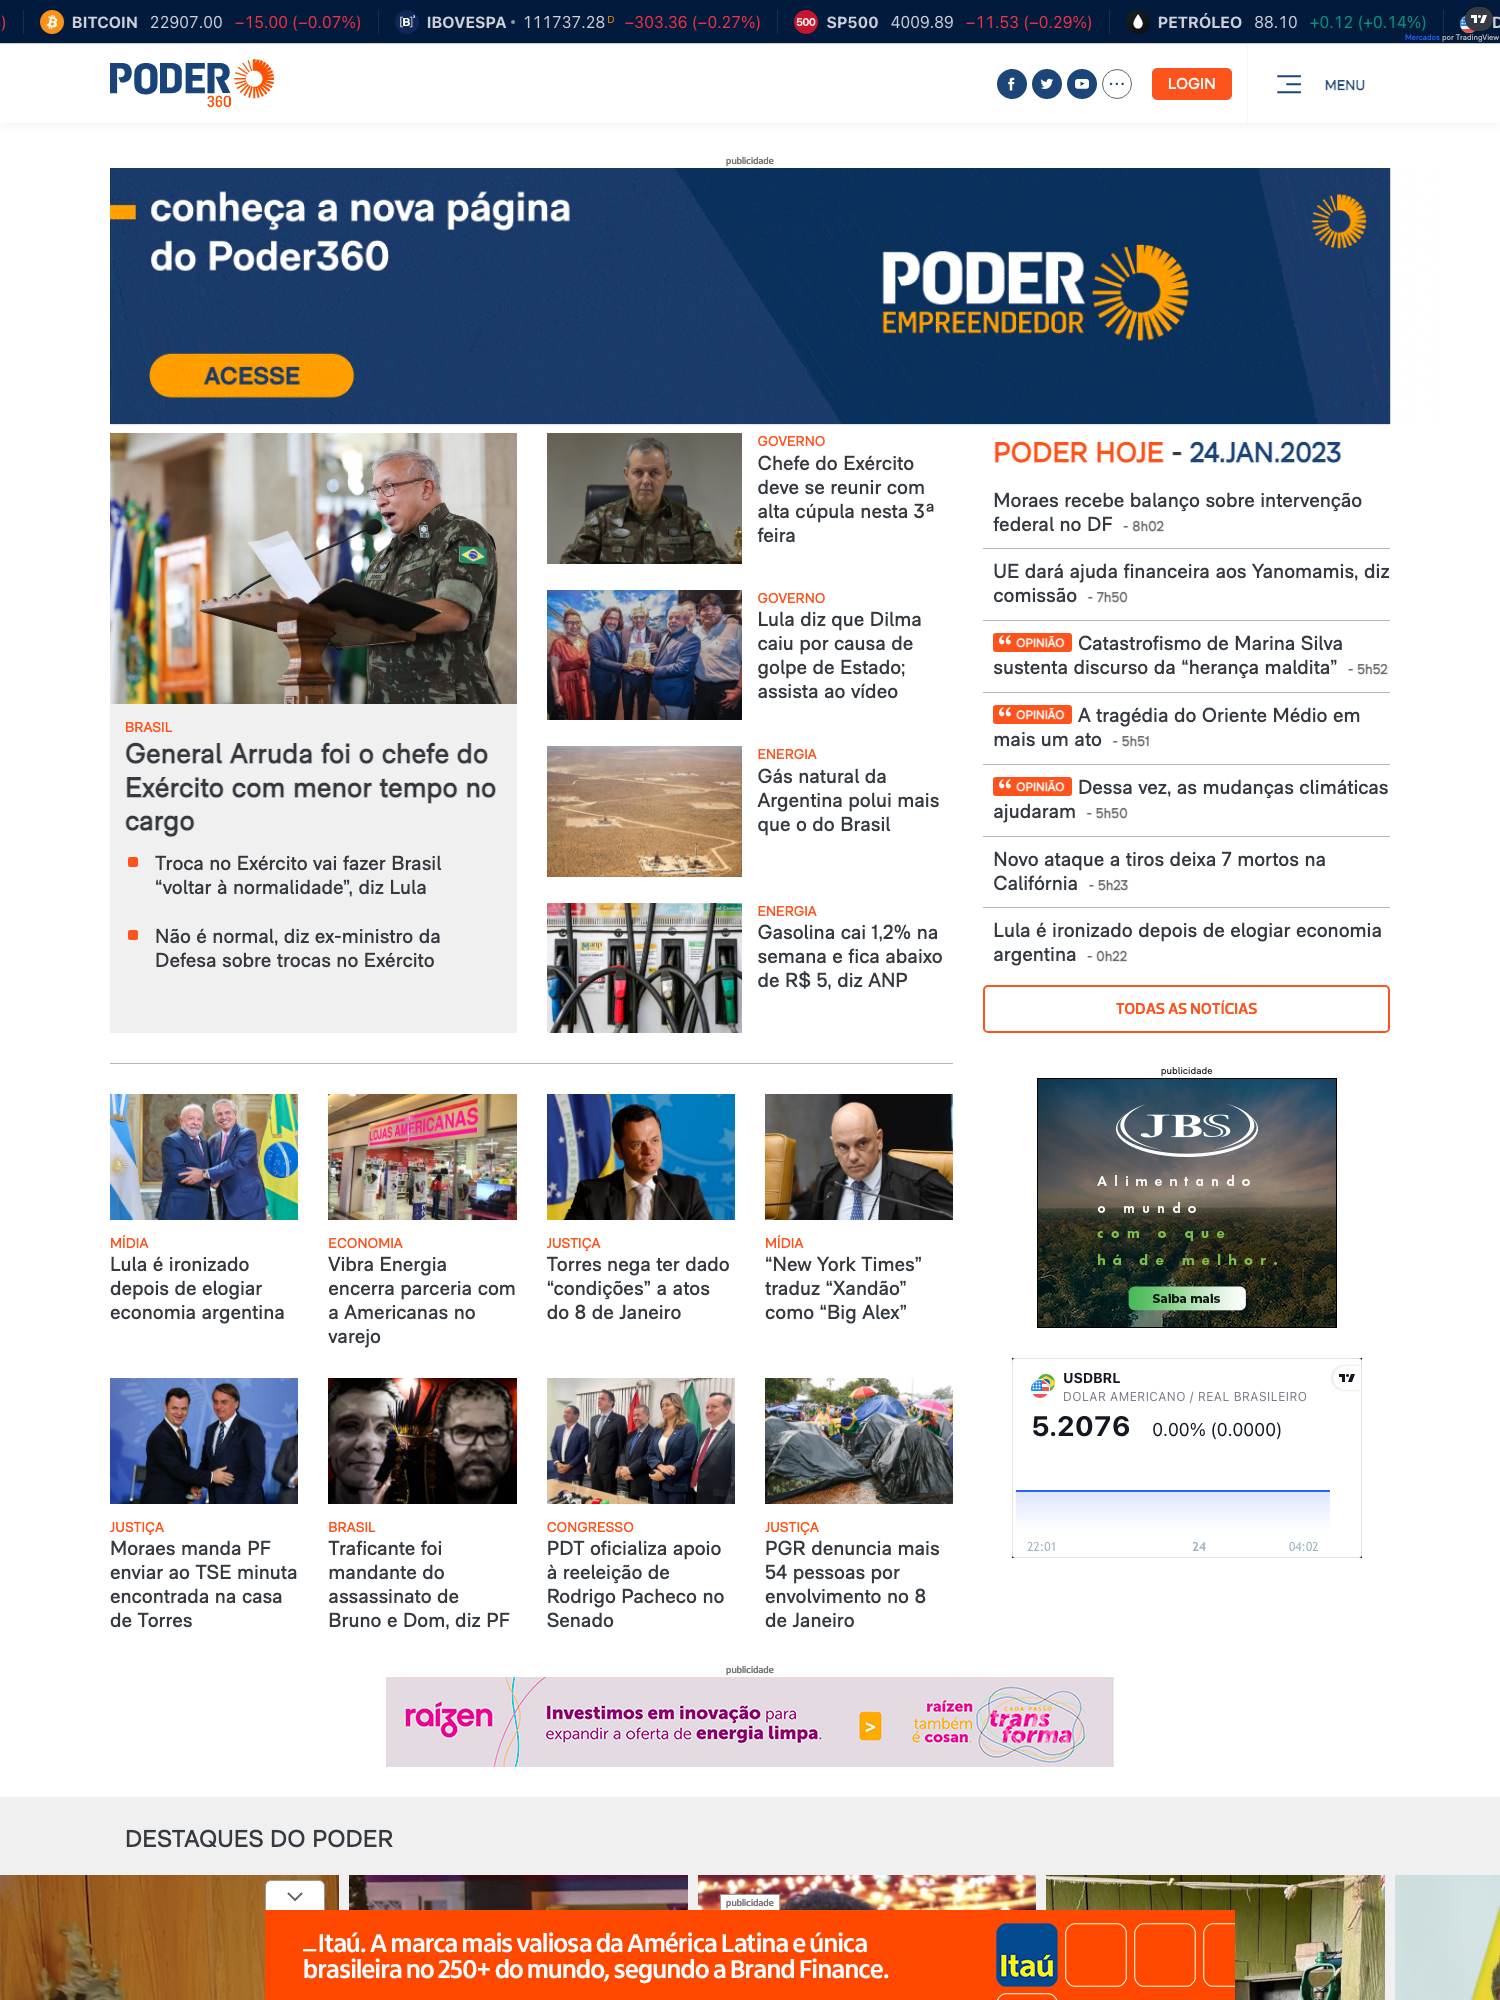 BITCOIN 22907.00 −15.00 (−0.07%) IBOVESPA 111737.28 D −303.36 (−0.27%) SP500 4009.89 −11.53 (−0.29%) PETRÓLEO 88.10 +0.12 (+0.14%)
Mercados por TradingView
PODER
360
LOGIN
MENU
publicidade
conheça a nova página
do Poder360
PODER
EMPREENDEDOR
ACESSE
BRASIL
General Arruda foi o chefe do
Exército com menor tempo no
cargo
Troca no Exército vai fazer Brasil
“voltar à normalidade”, diz Lula
Não é normal, diz ex-ministro da
Defesa sobre trocas no Exército
GOVERNO
Chefe do Exército
deve se reunir com
alta cúpula nesta 3ª
feira
GOVERNO
Lula diz que Dilma
caiu por causa de
golpe de Estado;
assista ao vídeo
ENERGIA
Gás natural da
Argentina polui mais
que o do Brasil
ENERGIA
Gasolina cai 1,2% na
semana e fica abaixo
de R$ 5, diz ANP
PODER HOJE - 24.JAN.2023
Moraes recebe balanço sobre intervenção
federal no DF - 8h02
UE dará ajuda financeira aos Yanomamis, diz
comissão - 7h50
“ OPINIÃO Catastrofismo de Marina Silva
sustenta discurso da “herança maldita” - 5h52
“ OPINIÃO A tragédia do Oriente Médio em
mais um ato - 5h51
“ OPINIÃO Dessa vez, as mudanças climáticas
ajudaram - 5h50
Novo ataque a tiros deixa 7 mortos na
Califórnia - 5h23
Lula é ironizado depois de elogiar economia
argentina - 0h22
TODAS AS NOTÍCIAS
LOJAS AMERICANAS
MÍDIA
Lula é ironizado
depois de elogiar
economia argentina
ECONOMIA
Vibra Energia
encerra parceria com
a Americanas no
varejo
JUSTIÇA
Torres nega ter dado
“condições” a atos
do 8 de Janeiro
MÍDIA
“New York Times”
traduz “Xandão”
como “Big Alex”
JUSTIÇA
Moraes manda PF
enviar ao TSE minuta
encontrada na casa
de Torres
BRASIL
Traficante foi
mandante do
assassinato de
Bruno e Dom, diz PF
CONGRESSO
PDT oficializa apoio
à reeleição de
Rodrigo Pacheco no
Senado
JUSTIÇA
PGR denuncia mais
54 pessoas por
envolvimento no 8
de Janeiro
publicidade
JBS
Alimentando
o mundo
com o que
há de melhor.
Saiba mais
USDBRL
DOLAR AMERICANO / REAL BRASILEIRO
5.2076 0.00% (0.0000)
22:01 24 04:02
publicidade
raízen
Investimos em inovação para
expandir a oferta de energia limpa.
>
raízen
também
é cosan.
CADA PASSO
transforma
DESTAQUES DO PODER
publicidade
_Itaú. A marca mais valiosa da América Latina e única
brasileira no 250+ do mundo, segundo a Brand Finance.
Itaú